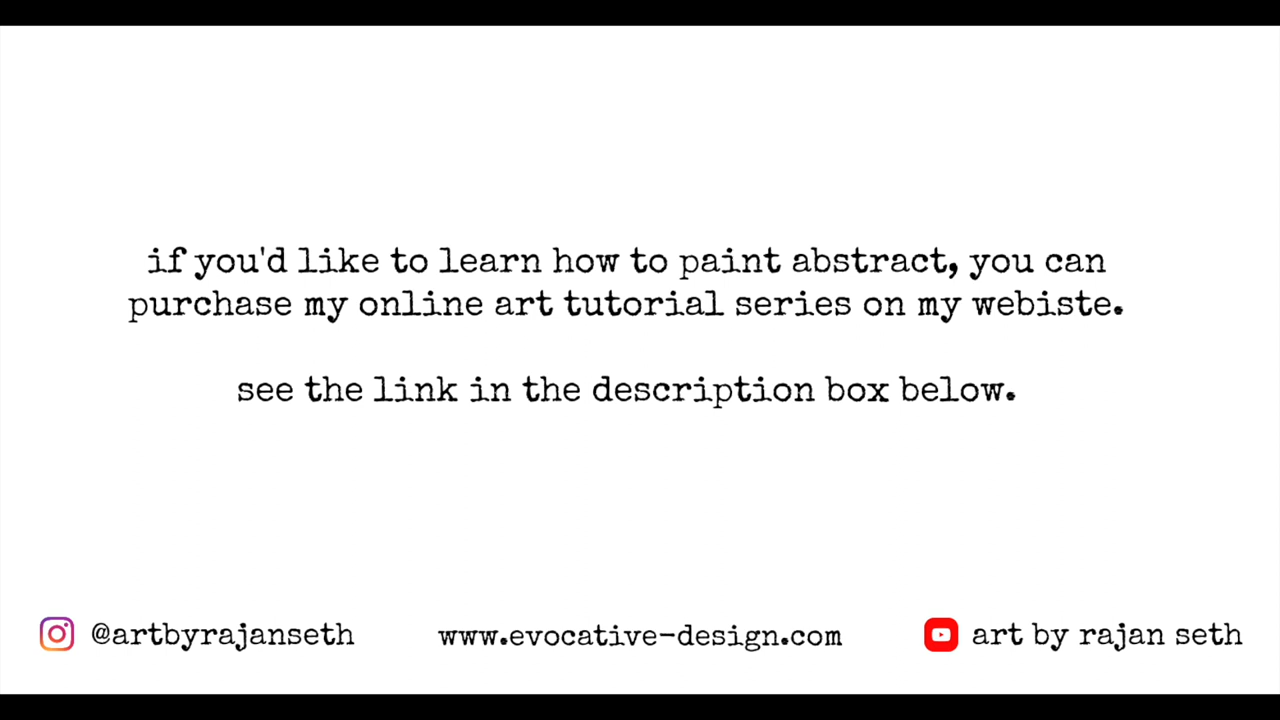 if you'd like to learn how to paint abstract, you can
purchase my online art tutorial series on my webiste.
see the link in the description box below.
@artbyrajanseth
www.evocative-design.com
art by rajan seth